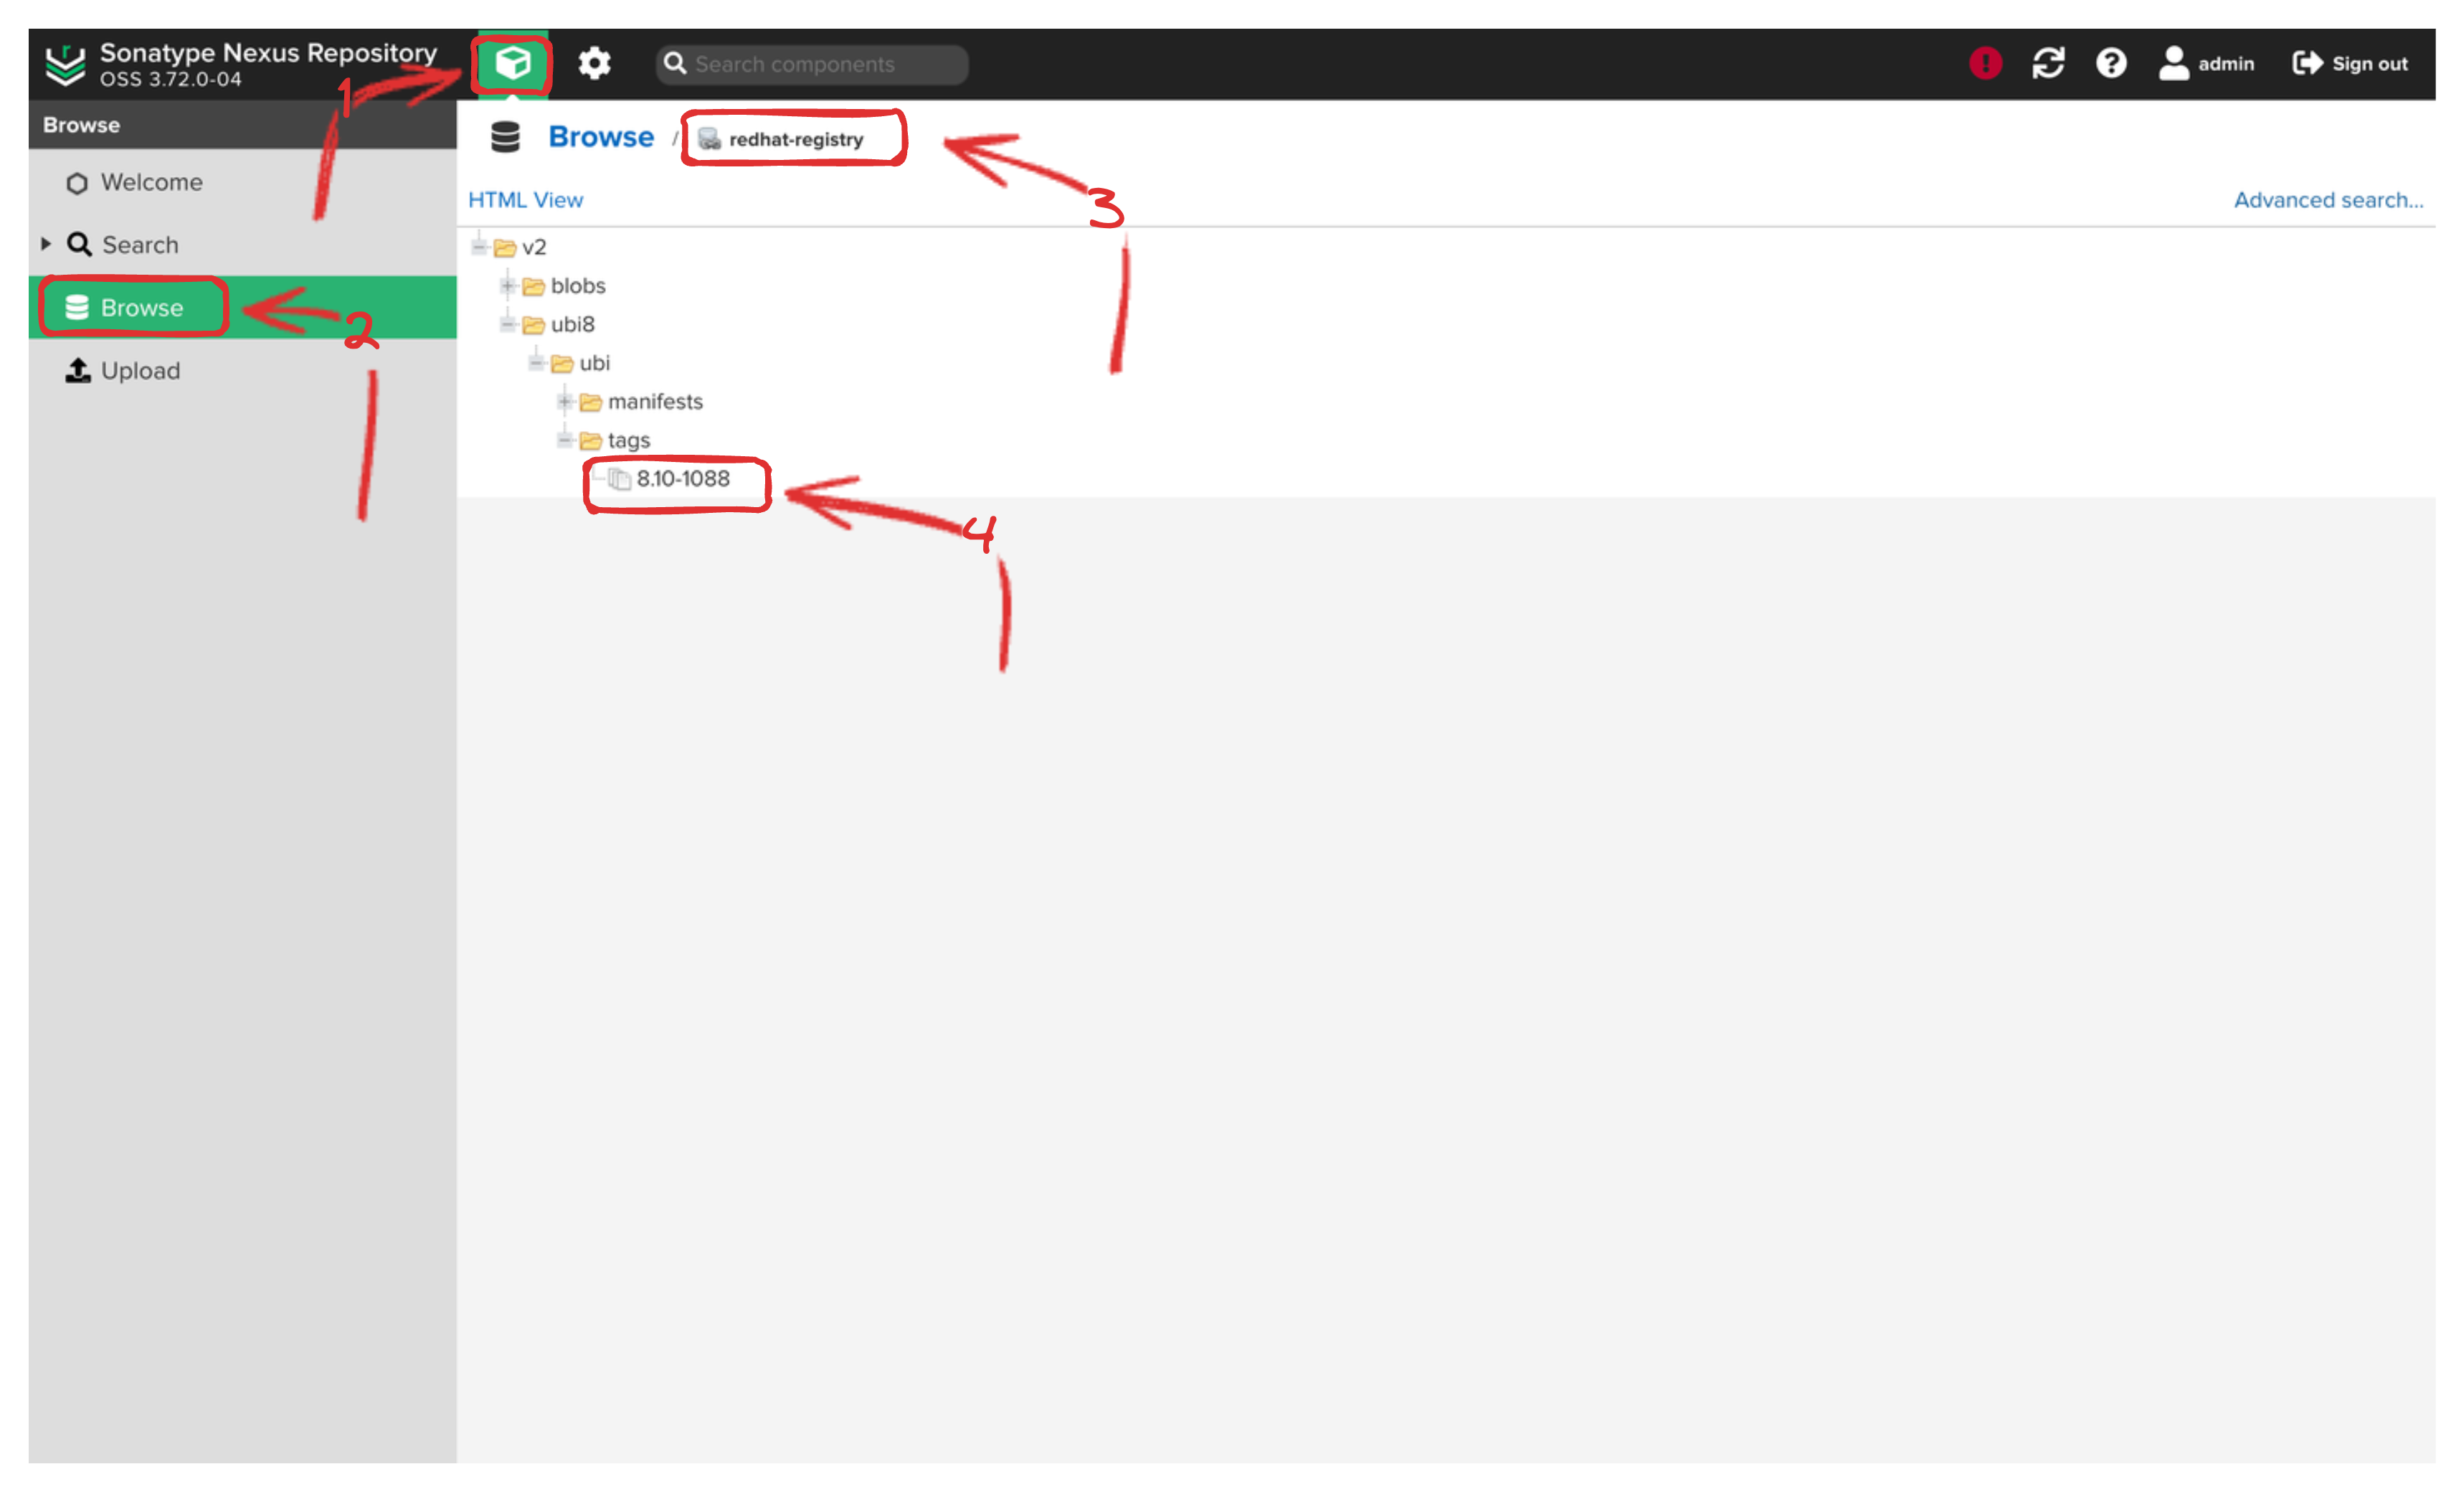 Sonatype Nexus Repository
OSS 3.72.0-04
Search components
!
?
admin
Sign out
1
Browse
Welcome
Search
Browse
2
Upload
Browse / redhat-registry
3
HTML View
Advanced search...
v2
blobs
ubi8
ubi
manifests
tags
8.10-1088
4